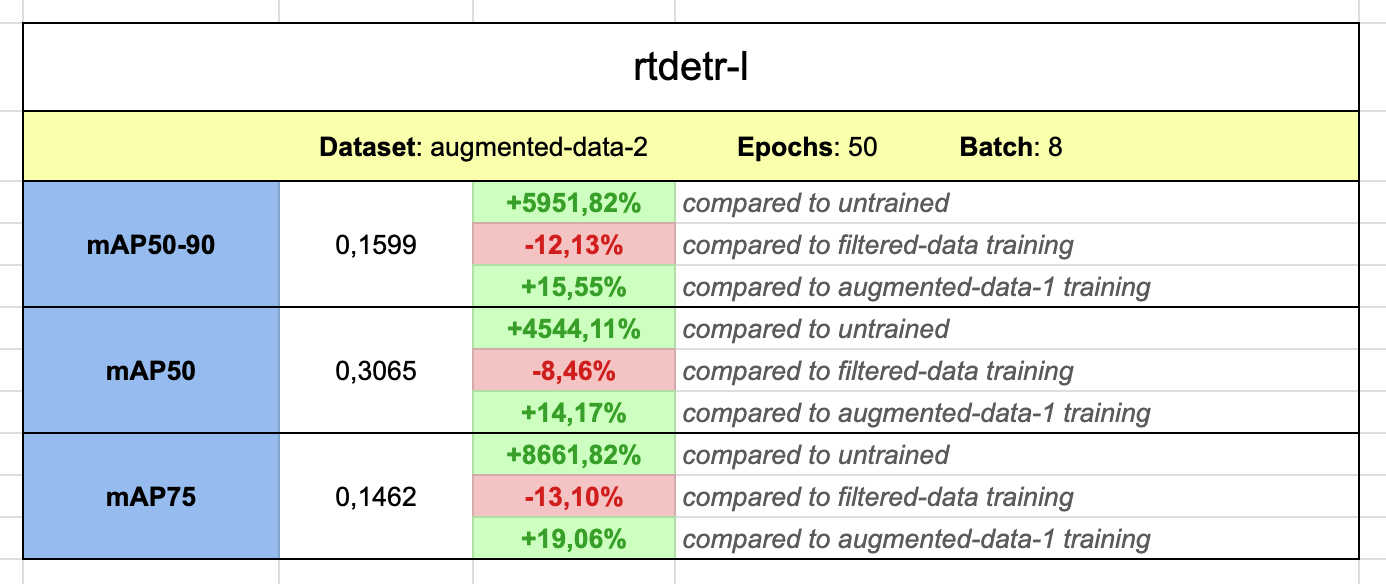 rtdetr-l
Dataset: augmented-data-2 Epochs: 50 Batch: 8
+5951,82% compared to untrained
mAP50-90 0,1599 -12,13% compared to filtered-data training
+15,55% compared to augmented-data-1 training
+4544,11% compared to untrained
mAP50 0,3065 -8,46% compared to filtered-data training
+14,17% compared to augmented-data-1 training
+8661,82% compared to untrained
mAP75 0,1462 -13,10% compared to filtered-data training
+19,06% compared to augmented-data-1 training